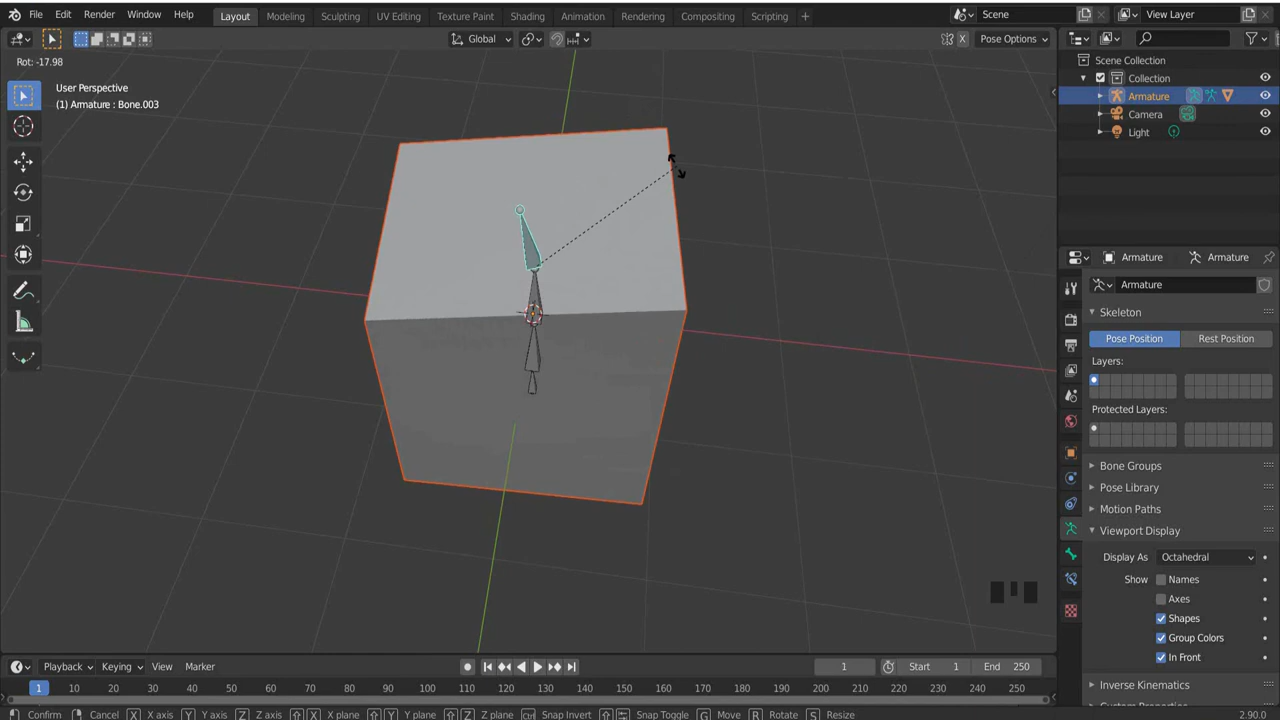 File Edit Render Window Help Layout Modeling Sculpting UV Editing Texture Paint Shading Animation Rendering Compositing Scripting + Scene View Layer
Global Pose Options
Rot: -17.98
User Perspective
(1) Armature : Bone.003
Scene Collection
Collection
Armature
Camera
Light
Armature Armature
Armature
Skeleton
Pose Position Rest Position
Layers:
Protected Layers:
Bone Groups
Pose Library
Motion Paths
Viewport Display
Display As Octahedral
Show Names
Axes
Shapes
Group Colors
In Front
Inverse Kinematics
Playback Keying View Marker 1 Start 1 End 250
1 10 20 30 40 50 60 70 80 90 100 110 120 130 140 150 160 170 180 190 200 210 220 230 240 250
Confirm Cancel X X axis Y Y axis Z Z axis X X plane Y Y plane Z Z plane Ctrl Snap Invert Snap Toggle G Move R Rotate S Resize 2.90.0